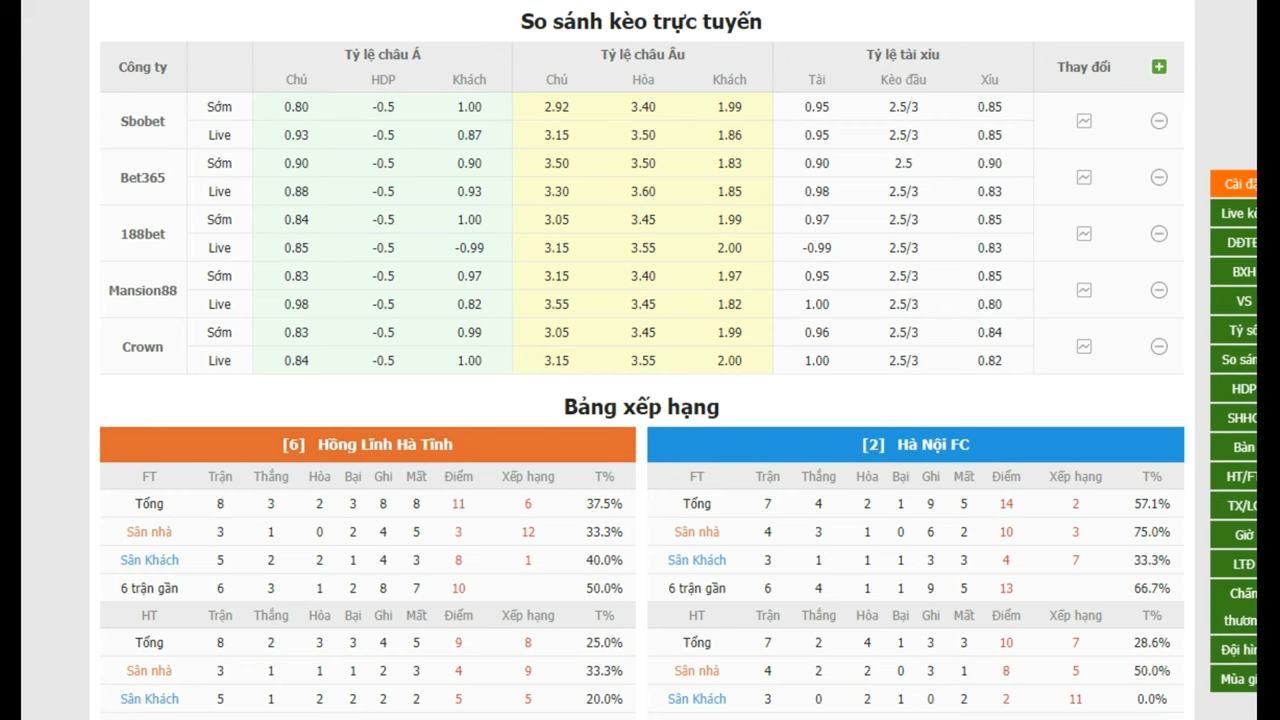 So sánh kèo trực tuyến
Công ty Tỷ lệ châu Á Tỷ lệ châu Âu Tỷ lệ tài xỉu Thay đổi
Chủ HDP Khách Chủ Hòa Khách Tài Kèo đầu Xỉu
Sbobet
Sớm 0.80 -0.5 1.00 2.92 3.40 1.99 0.95 2.5/3 0.85
Live 0.93 -0.5 0.87 3.15 3.50 1.86 0.95 2.5/3 0.85
Bet365
Sớm 0.90 -0.5 0.90 3.50 3.50 1.83 0.90 2.5 0.90
Live 0.88 -0.5 0.93 3.30 3.60 1.85 0.98 2.5/3 0.83
188bet
Sớm 0.84 -0.5 1.00 3.05 3.45 1.99 0.97 2.5/3 0.85
Live 0.85 -0.5 -0.99 3.15 3.55 2.00 -0.99 2.5/3 0.83
Mansion88
Sớm 0.83 -0.5 0.97 3.15 3.40 1.97 0.95 2.5/3 0.85
Live 0.98 -0.5 0.82 3.55 3.45 1.82 1.00 2.5/3 0.80
Crown
Sớm 0.83 -0.5 0.99 3.05 3.45 1.99 0.96 2.5/3 0.84
Live 0.84 -0.5 1.00 3.15 3.55 2.00 1.00 2.5/3 0.82
Bảng xếp hạng
[6] Hồng Lĩnh Hà Tĩnh
FT Trận Thắng Hòa Bại Ghi Mất Điểm Xếp hạng T%
Tổng 8 3 2 3 8 8 11 6 37.5%
Sân nhà 3 1 0 2 4 5 3 12 33.3%
Sân Khách 5 2 2 1 4 3 8 1 40.0%
6 trận gần 6 3 1 2 8 7 10 50.0%
HT Trận Thắng Hòa Bại Ghi Mất Điểm Xếp hạng T%
Tổng 8 2 3 3 4 5 9 8 25.0%
Sân nhà 3 1 1 1 2 3 4 9 33.3%
Sân Khách 5 1 2 2 2 2 5 5 20.0%
[2] Hà Nội FC
FT Trận Thắng Hòa Bại Ghi Mất Điểm Xếp hạng T%
Tổng 7 4 2 1 9 5 14 2 57.1%
Sân nhà 4 3 1 0 6 2 10 3 75.0%
Sân Khách 3 1 1 1 3 3 4 7 33.3%
6 trận gần 6 4 1 1 9 5 13 66.7%
HT Trận Thắng Hòa Bại Ghi Mất Điểm Xếp hạng T%
Tổng 7 2 4 1 3 3 10 7 28.6%
Sân nhà 4 2 2 0 3 1 8 5 50.0%
Sân Khách 3 0 2 1 0 2 2 11 0.0%
Cài
Live
BXH
VS
Tỷ
So
HDP
Bàn
Giờ
LTĐ
Đội
Mùa